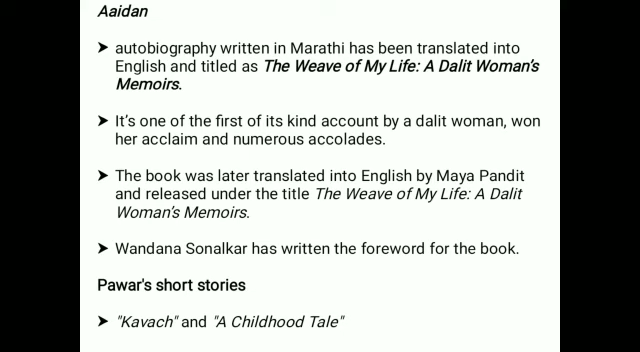 Aaidan
➤ autobiography written in Marathi has been translated into
English and titled as The Weave of My Life: A Dalit Woman's
Memoirs.
➤ It's one of the first of its kind account by a dalit woman, won
her acclaim and numerous accolades.
➤ The book was later translated into English by Maya Pandit
and released under the title The Weave of My Life: A Dalit
Woman's Memoirs.
➤ Wandana Sonalkar has written the foreword for the book.
Pawar's short stories
➤ "Kavach" and "A Childhood Tale"